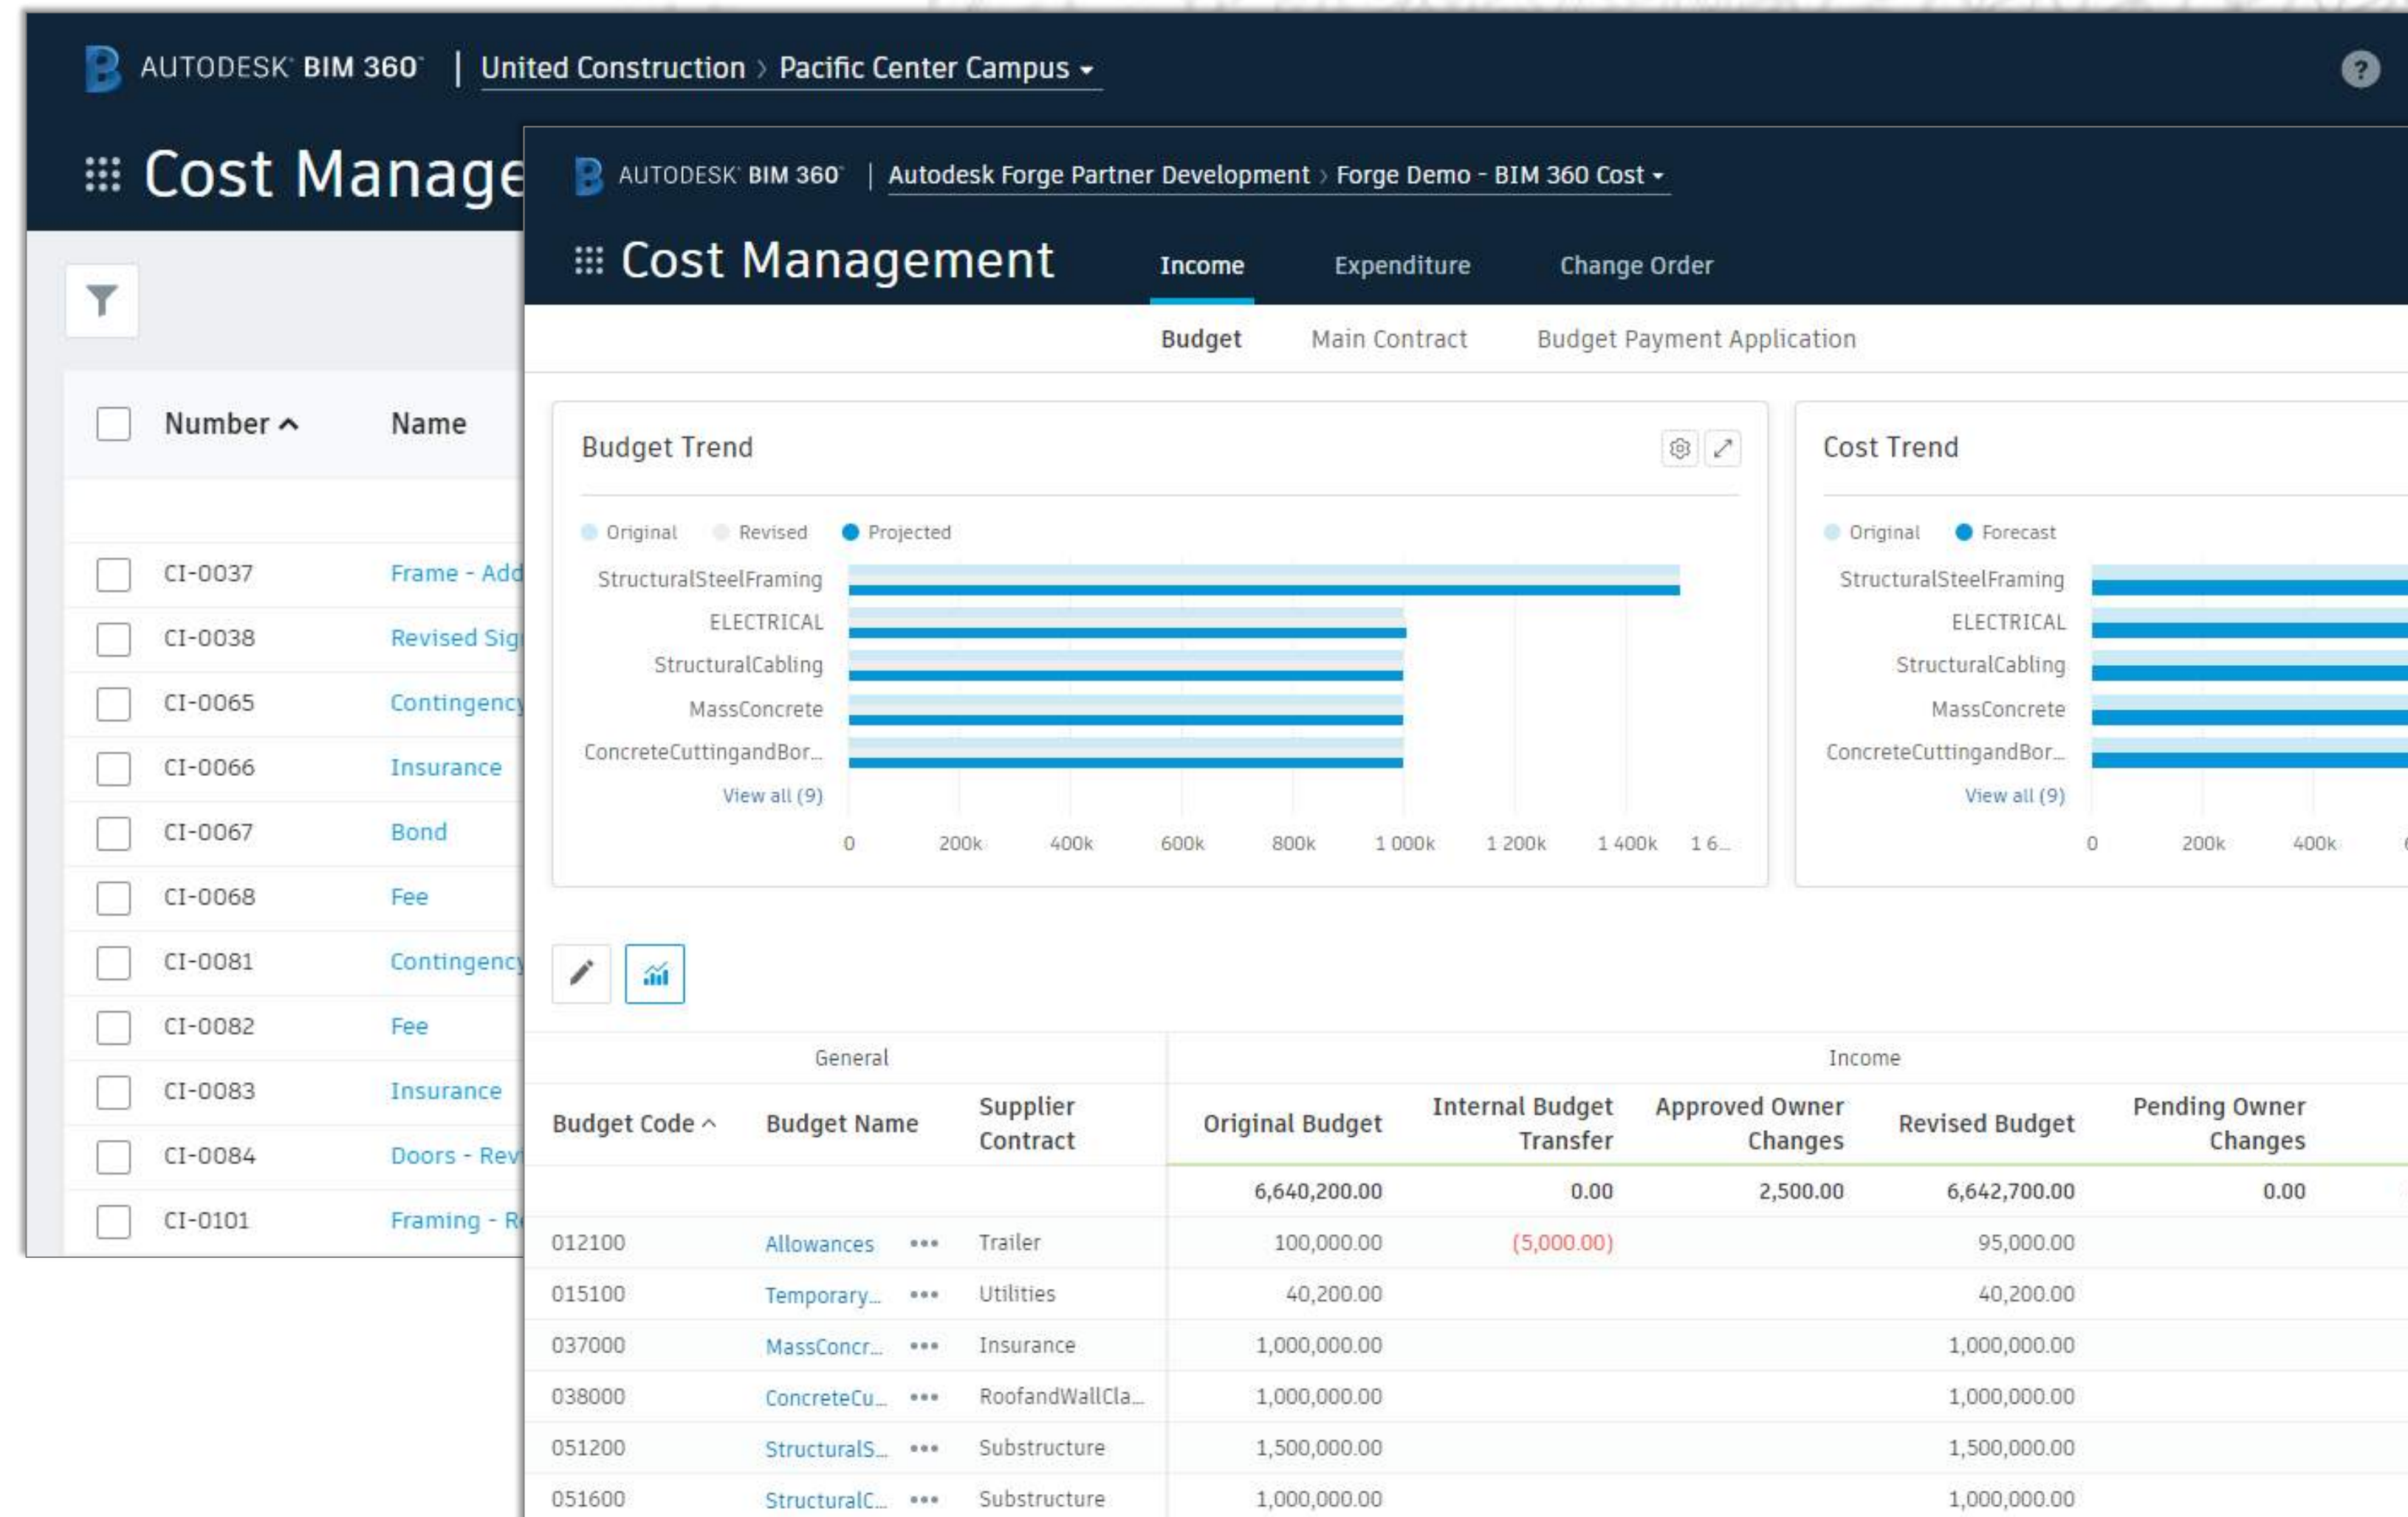 AUTODESK® BIM 360™ | United Construction > Pacific Center Campus
?
Cost Manage
Number Name
CI-0037 Frame - Add
CI-0038 Revised Sig
CI-0065 Contingency
CI-0066 Insurance
CI-0067 Bond
CI-0068 Fee
CI-0081 Contingency
CI-0082 Fee
CI-0083 Insurance
CI-0084 Doors - Rev
CI-0101 Framing - R
AUTODESK® BIM 360™ | Autodesk Forge Partner Development > Forge Demo - BIM 360 Cost
Cost Management Income Expenditure Change Order
Budget Main Contract Budget Payment Application
Budget Trend
Original Revised Projected
StructuralSteelFraming
ELECTRICAL
StructuralCabling
MassConcrete
ConcreteCuttingandBor...
View all (9)
0 200k 400k 600k 800k 1 000k 1 200k 1 400k 1 6...
Cost Trend
Original Forecast
StructuralSteelFraming
ELECTRICAL
StructuralCabling
MassConcrete
ConcreteCuttingandBor...
View all (9)
0 200k 400k
General Income
Budget Code Budget Name Supplier Contract Original Budget Internal Budget Transfer Approved Owner Changes Revised Budget Pending Owner Changes
6,640,200.00 0.00 2,500.00 6,642,700.00 0.00
012100 Allowances ••• Trailer 100,000.00 (5,000.00) 95,000.00
015100 Temporary... ••• Utilities 40,200.00 40,200.00
037000 MassConcr... ••• Insurance 1,000,000.00 1,000,000.00
038000 ConcreteCu... ••• RoofandWallCla... 1,000,000.00 1,000,000.00
051200 StructuralS... ••• Substructure 1,500,000.00 1,500,000.00
051600 StructuralC... ••• Substructure 1,000,000.00 1,000,000.00